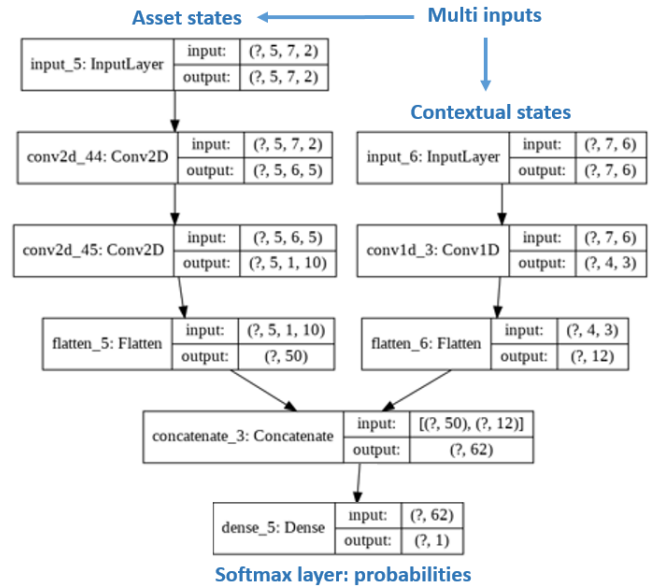 Asset states
Multi inputs
input_5: InputLayer
input:
(?, 5, 7, 2)
output:
(?, 5, 7, 2)
Contextual states
conv2d_44: Conv2D
input:
(?, 5, 7, 2)
output:
(?, 5, 6, 5)
input_6: InputLayer
input:
(?, 7, 6)
output:
(?, 7, 6)
conv2d_45: Conv2D
input:
(?, 5, 6, 5)
output:
(?, 5, 1, 10)
conv1d_3: Conv1D
input:
(?, 7, 6)
output:
(?, 4, 3)
flatten_5: Flatten
input:
(?, 5, 1, 10)
output:
(?, 50)
flatten_6: Flatten
input:
(?, 4, 3)
output:
(?, 12)
concatenate_3: Concatenate
input:
[(?, 50), (?, 12)]
output:
(?, 62)
dense_5: Dense
input:
(?, 62)
output:
(?, 1)
Softmax layer: probabilities